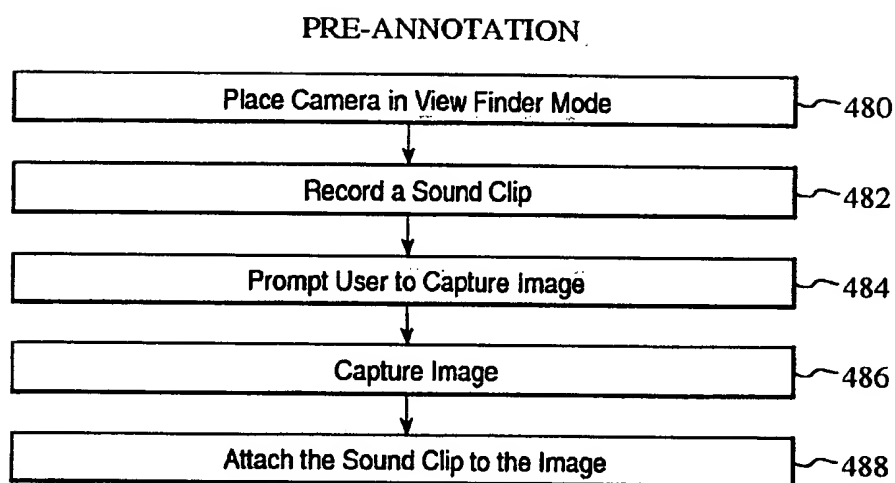 PRE-ANNOTATION
Place Camera in View Finder Mode 480
Record a Sound Clip 482
Prompt User to Capture Image 484
Capture Image 486
Attach the Sound Clip to the Image 488